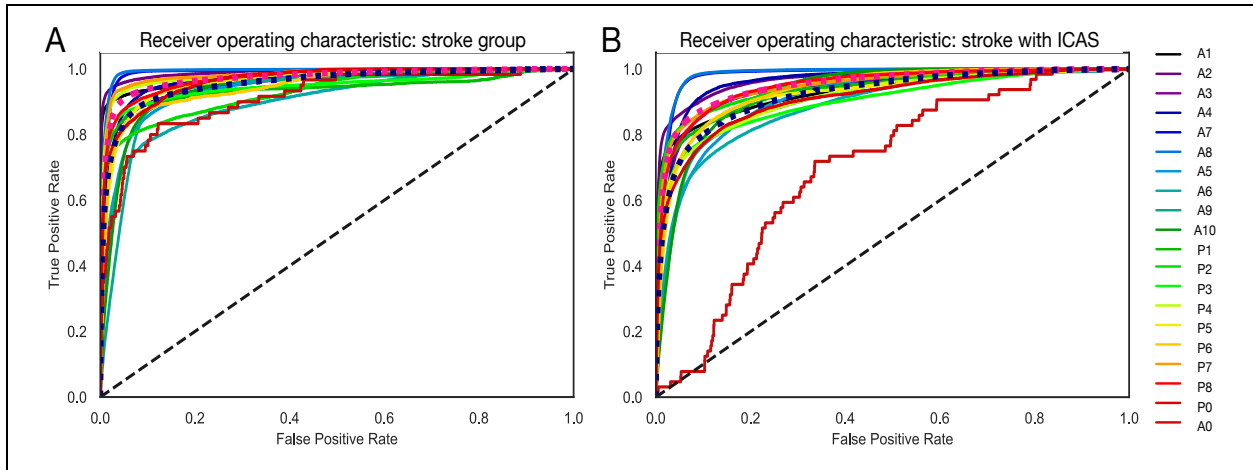 A
Receiver operating characteristic: stroke group
1.0
0.8
0.6
0.4
0.2
0.0
True Positive Rate
0.0 0.2 0.4 0.6 0.8 1.0
False Positive Rate
B
Receiver operating characteristic: stroke with ICAS
1.0
0.8
0.6
0.4
0.2
0.0
True Positive Rate
0.0 0.2 0.4 0.6 0.8 1.0
False Positive Rate
A1
A2
A3
A4
A7
A8
A5
A6
A9
A10
P1
P2
P3
P4
P5
P6
P7
P8
P0
A0